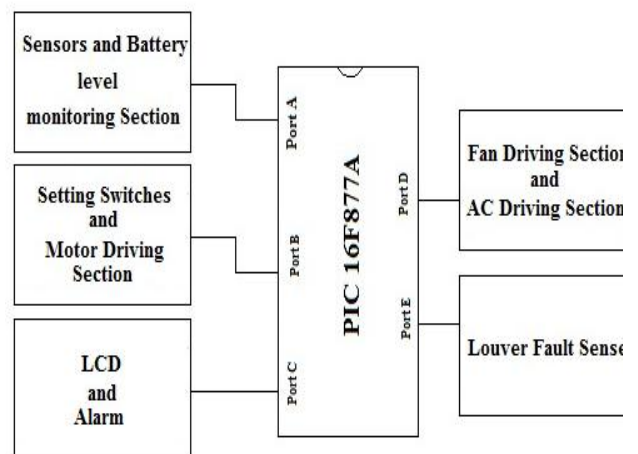 Sensors and Battery
level
monitoring Section
Port A
Setting Switches
and
Motor Driving
Section
Port B
LCD
and
Alarm
Port C
PIC 16F877A
Port D
Fan Driving Section
and
AC Driving Section
Port E
Louver Fault Sense